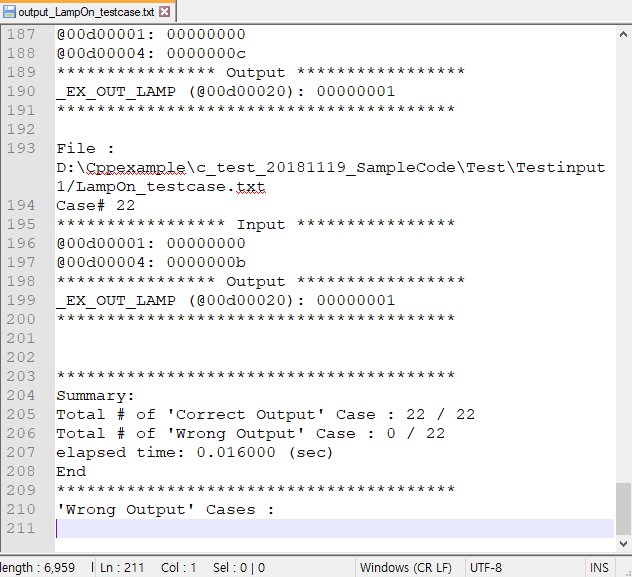 output_LampOn_testcase.txt
187 @00d00001: 00000000
188 @00d00004: 0000000c
189 **************** Output *****************
190 _EX_OUT_LAMP (@00d00020): 00000001
191 ****************************************
192
193 File :
D:\Cppexample\c_test_20181119_SampleCode\Test\Testinput
1/LampOn_testcase.txt
194 Case# 22
195 ***************** Input ****************
196 @00d00001: 00000000
197 @00d00004: 0000000b
198 **************** Output *****************
199 _EX_OUT_LAMP (@00d00020): 00000001
200 ****************************************
201
202
203 ****************************************
204 Summary:
205 Total # of 'Correct Output' Case : 22 / 22
206 Total # of 'Wrong Output' Case : 0 / 22
207 elapsed time: 0.016000 (sec)
208 End
209 ****************************************
210 'Wrong Output' Cases :
211
length : 6,959 l Ln : 211 Col : 1 Sel : 0 | 0 Windows (CR LF) UTF-8 INS